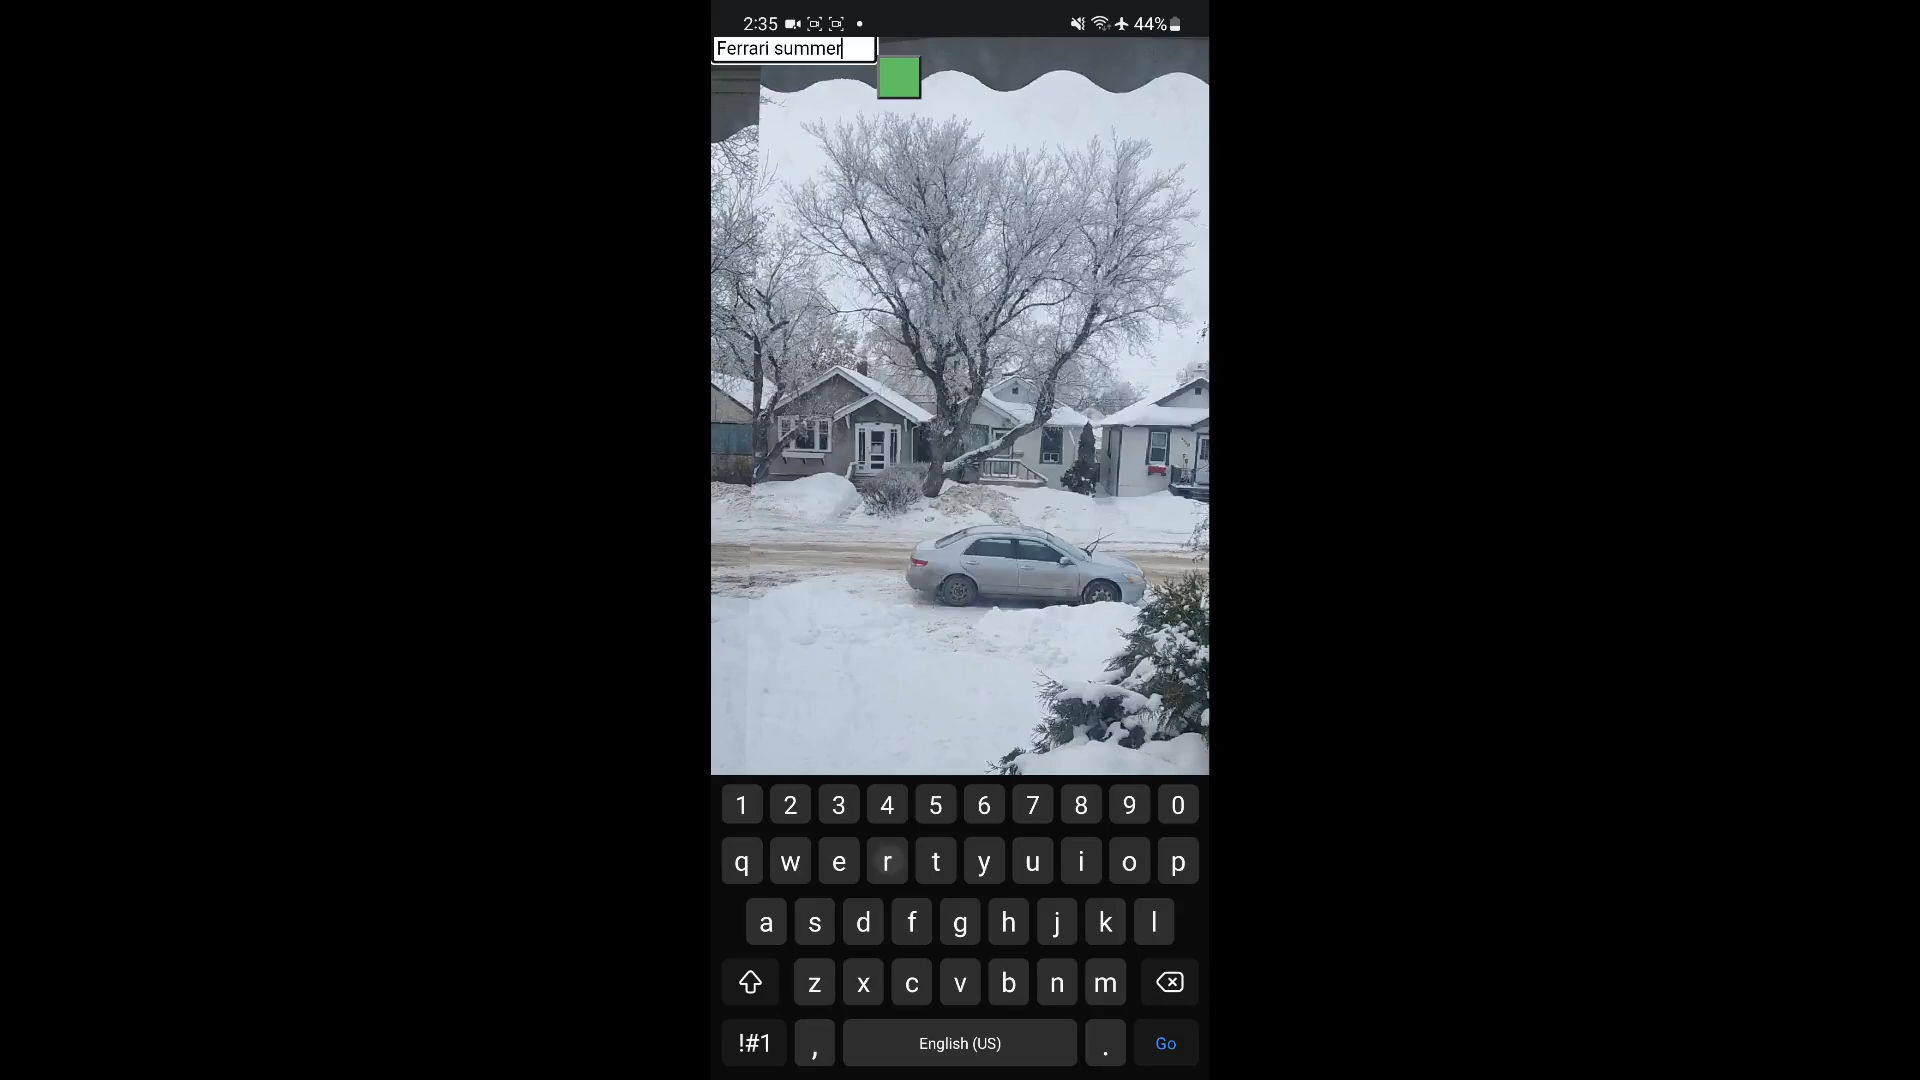 2:35
44%
Ferrari summer
1 2 3 4 5 6 7 8 9 0
q w e r t y u i o p
a s d f g h j k l
z x c v b n m
!#1 , English (US) . Go